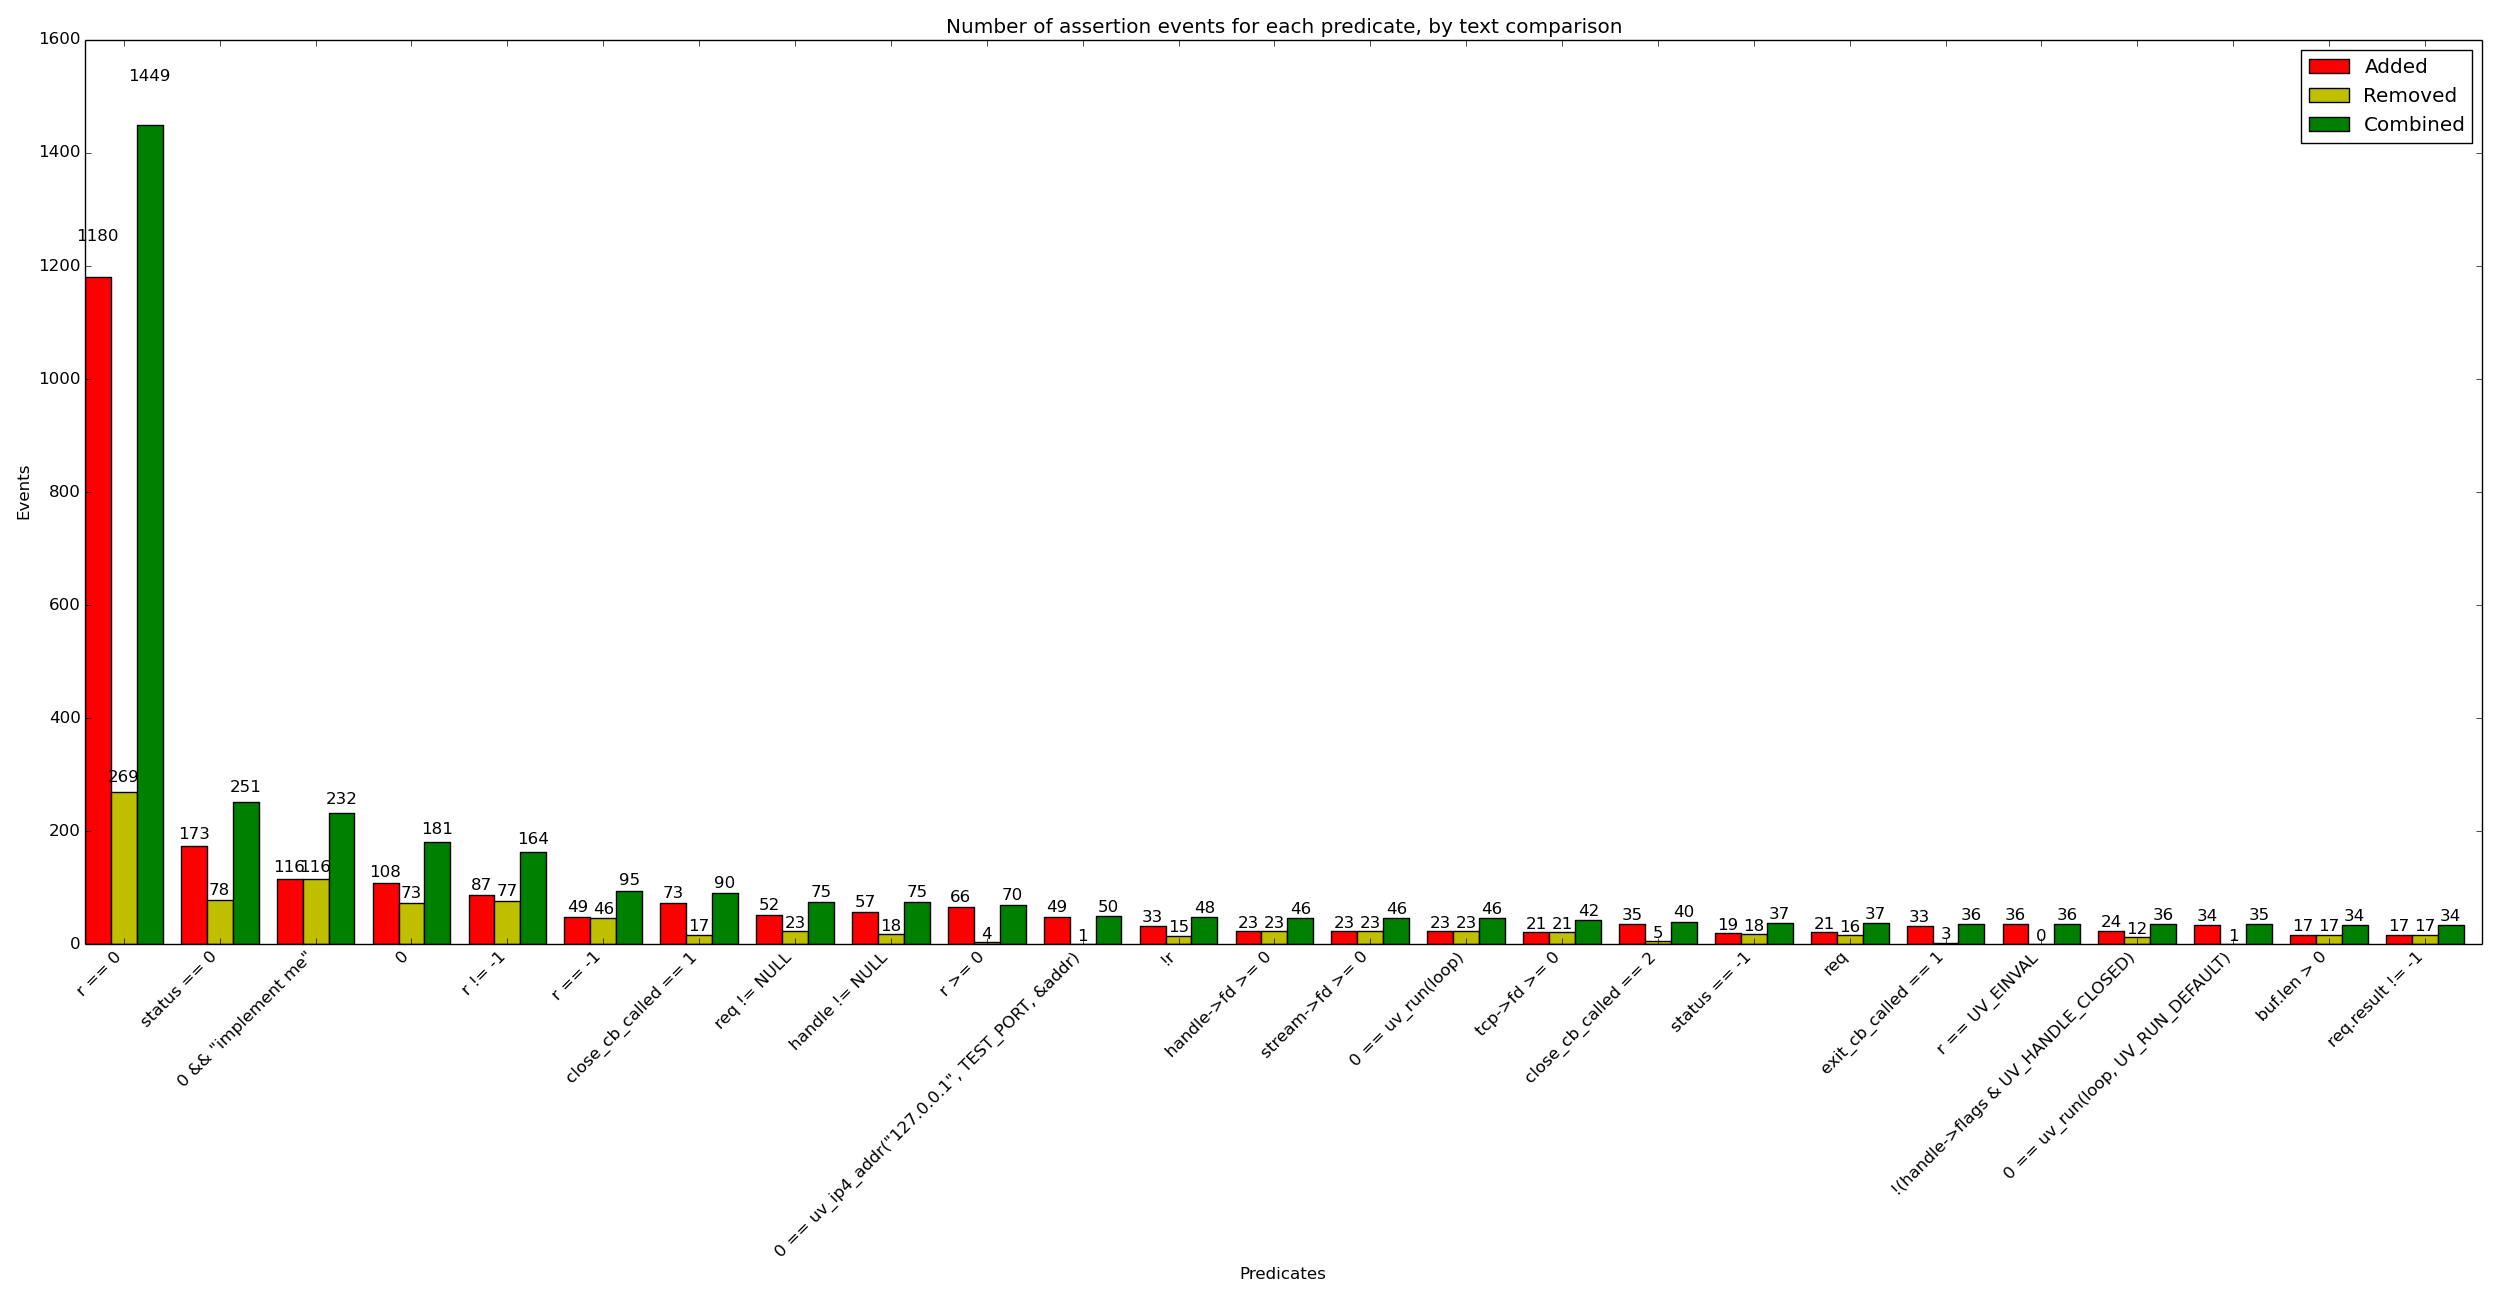 Number of assertion events for each predicate, by text comparison
Added
Removed
Combined
Events
1600
1400
1200
1000
800
600
400
200
0
1180 269 1449
173 78 251
116 116 232
108 73 181
87 77 164
49 46 95
73 17 90
52 23 75
57 18 75
66 4 70
49 1 50
33 15 48
23 23 46
23 23 46
23 23 46
21 21 42
35 5 40
19 18 37
21 16 37
33 3 36
36 0 36
24 12 36
34 1 35
17 17 34
17 17 34
r == 0
status == 0
0 && "implement me"
0
r != -1
r == -1
close_cb_called == 1
req != NULL
handle != NULL
r >= 0
0 == uv_ip4_addr("127.0.0.1", TEST_PORT, &addr)
!r
handle->fd >= 0
stream->fd >= 0
0 == uv_run(loop)
tcp->fd >= 0
close_cb_called == 2
status == -1
req
exit_cb_called == 1
r == UV_EINVAL
!(handle->flags & UV_HANDLE_CLOSED)
0 == uv_run(loop, UV_RUN_DEFAULT)
buf.len > 0
req.result != -1
Predicates